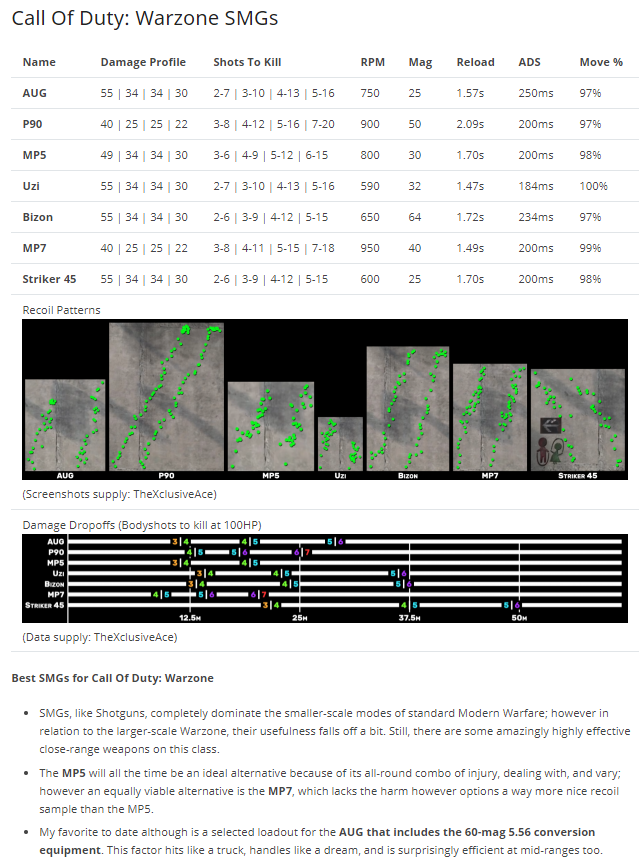 Call Of Duty: Warzone SMGs
Name Damage Profile Shots To Kill RPM Mag Reload ADS Move %
AUG 55 | 34 | 34 | 30 2-7 | 3-10 | 4-13 | 5-16 750 25 1.57s 250ms 97%
P90 40 | 25 | 25 | 22 3-8 | 4-12 | 5-16 | 7-20 900 50 2.09s 200ms 97%
MP5 49 | 34 | 34 | 30 3-6 | 4-9 | 5-12 | 6-15 800 30 1.70s 200ms 98%
Uzi 55 | 34 | 34 | 30 2-7 | 3-10 | 4-13 | 5-16 590 32 1.47s 184ms 100%
Bizon 55 | 34 | 34 | 30 2-6 | 3-9 | 4-12 | 5-15 650 64 1.72s 234ms 97%
MP7 40 | 25 | 25 | 22 3-8 | 4-11 | 5-15 | 7-18 950 40 1.49s 200ms 99%
Striker 45 55 | 34 | 34 | 30 2-6 | 3-9 | 4-12 | 5-15 600 25 1.70s 200ms 98%
Recoil Patterns
AUG P90 MP5 Uzi Bizon MP7 Striker 45
(Screenshots supply: TheXclusiveAce)
Damage Dropoffs (Bodyshots to kill at 100HP)
AUG 3|4 4|5 5|6
P90 4|5 5|6 6|7
MP5 3|4 4|5
Uzi 3|4 4|5 5|6
Bizon 3|4 4|5 5|6
MP7 4|5 5|6 6|7
Striker 45 3|4 4|5 5|6
12.5m 25m 37.5m 50m
(Data supply: TheXclusiveAce)
Best SMGs for Call Of Duty: Warzone
• SMGs, like Shotguns, completely dominate the smaller-scale modes of standard Modern Warfare; however in
relation to the larger-scale Warzone, their usefulness falls off a bit. Still, there are some amazingly highly effective
close-range weapons on this class.
• The MP5 will all the time be an ideal alternative because of its all-round combo of injury, dealing with, and vary;
however an equally viable alternative is the MP7, which lacks the harm however options a way more nice recoil
sample than the MP5.
• My favorite to date although is a selected loadout for the AUG that includes the 60-mag 5.56 conversion
equipment. This factor hits like a truck, handles like a dream, and is surprisingly efficient at mid-ranges too.